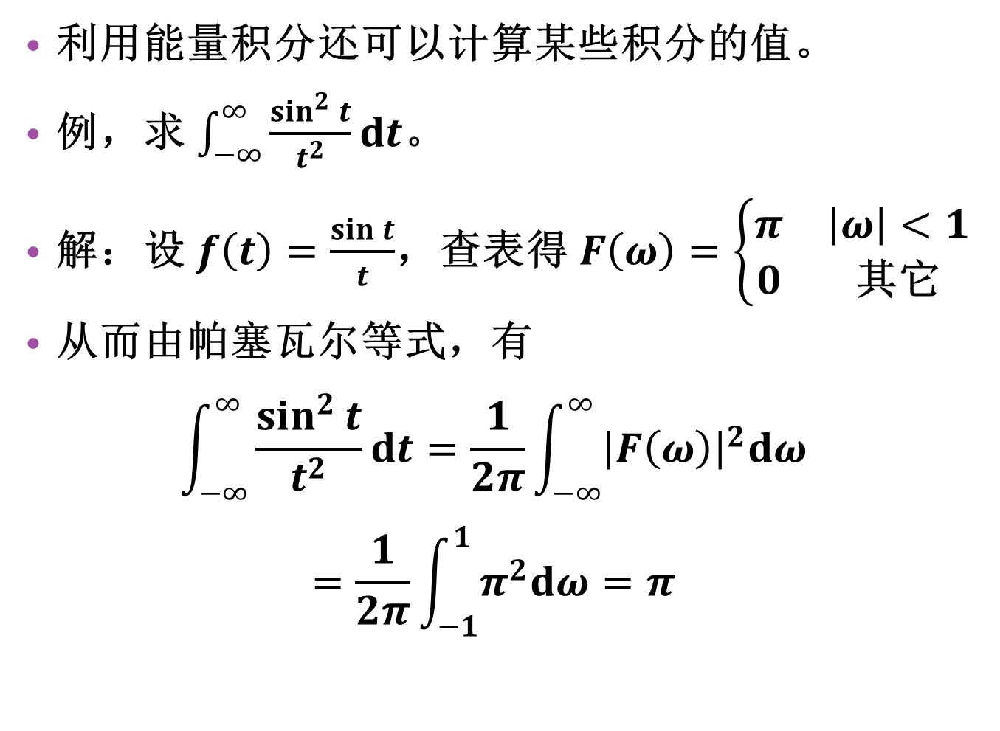 • 利用能量积分还可以计算某些积分的值。
• 例，求 $\int_{-\infty}^{\infty} \frac{\sin^2 t}{t^2} \mathrm{d}t$。
• 解：设 $f(t) = \frac{\sin t}{t}$，查表得 $F(\omega) = \begin{cases} \pi & |\omega| < 1 \\ 0 & 其它 \end{cases}$
• 从而由帕塞瓦尔等式，有
$\int_{-\infty}^{\infty} \frac{\sin^2 t}{t^2} \mathrm{d}t = \frac{1}{2\pi} \int_{-\infty}^{\infty} |F(\omega)|^2 \mathrm{d}\omega$
$= \frac{1}{2\pi} \int_{-1}^{1} \pi^2 \mathrm{d}\omega = \pi$